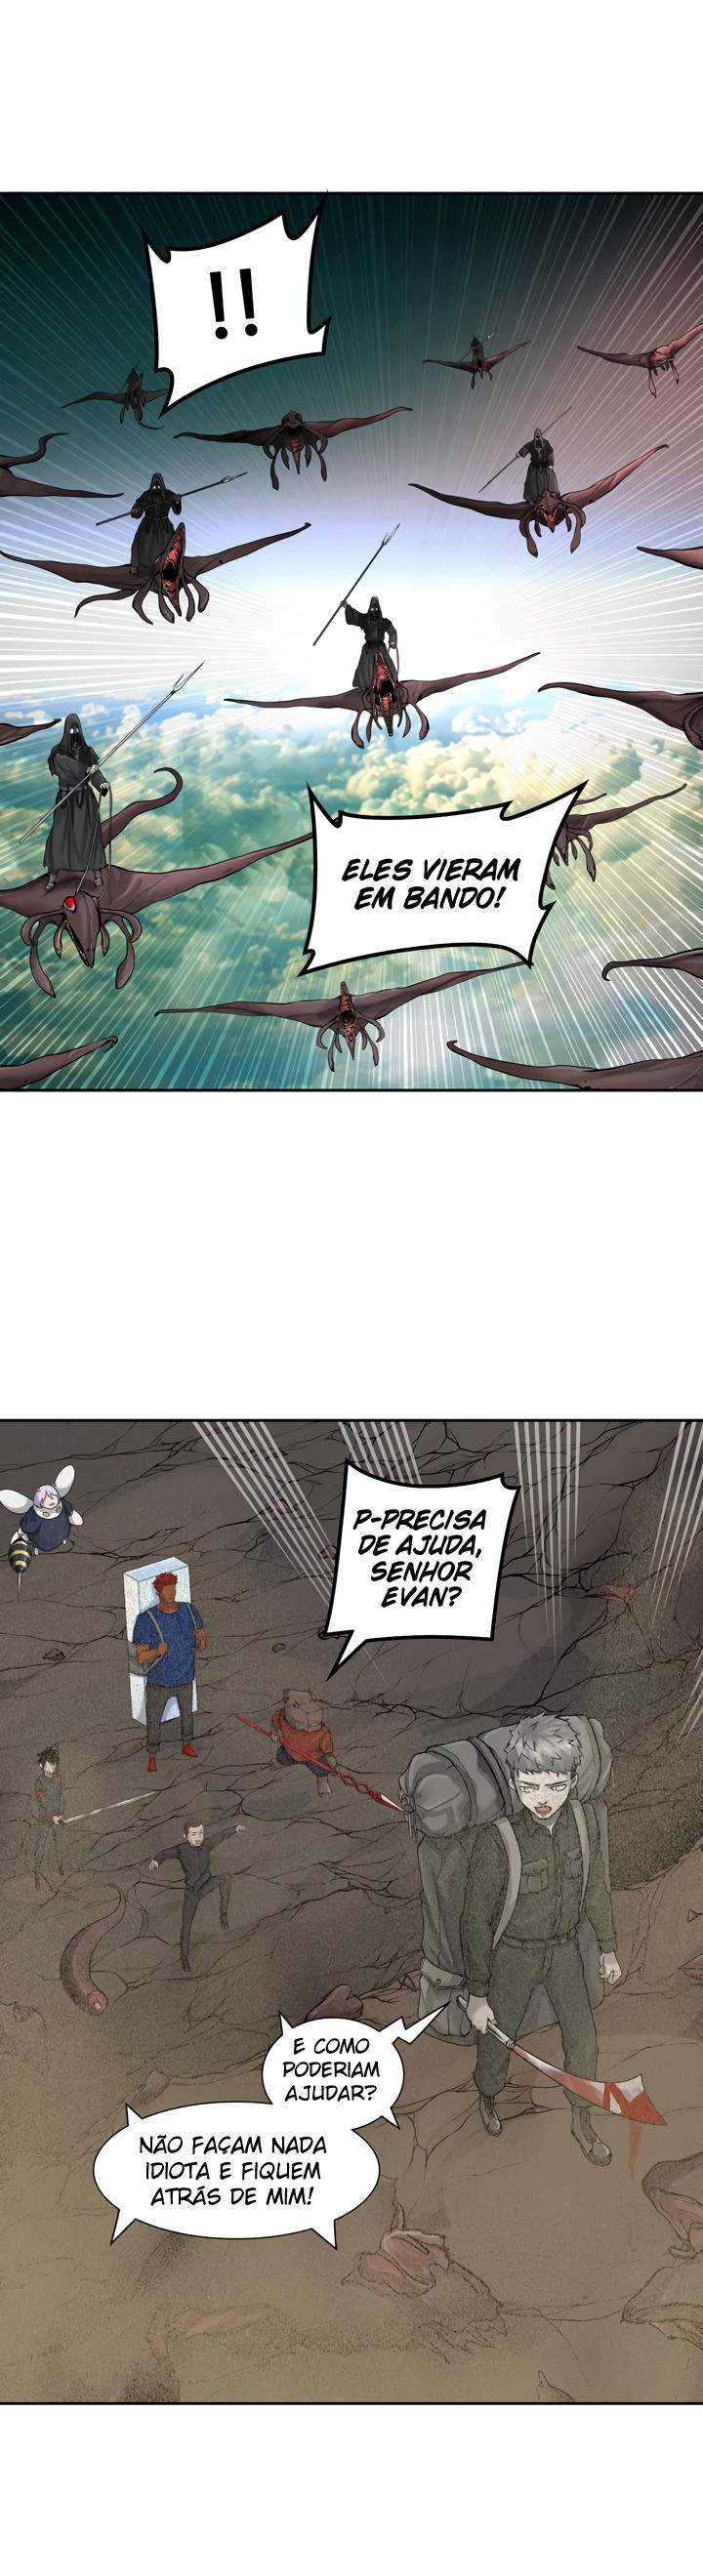 !!
ELES VIERAM
EM BANDO!
P-PRECISA
DE AJUDA,
SENHOR
EVAN?
E COMO
PODERIAM
AJUDAR?
NÃO FAÇAM NADA
IDIOTA E FIQUEM
ATRÁS DE MIM!